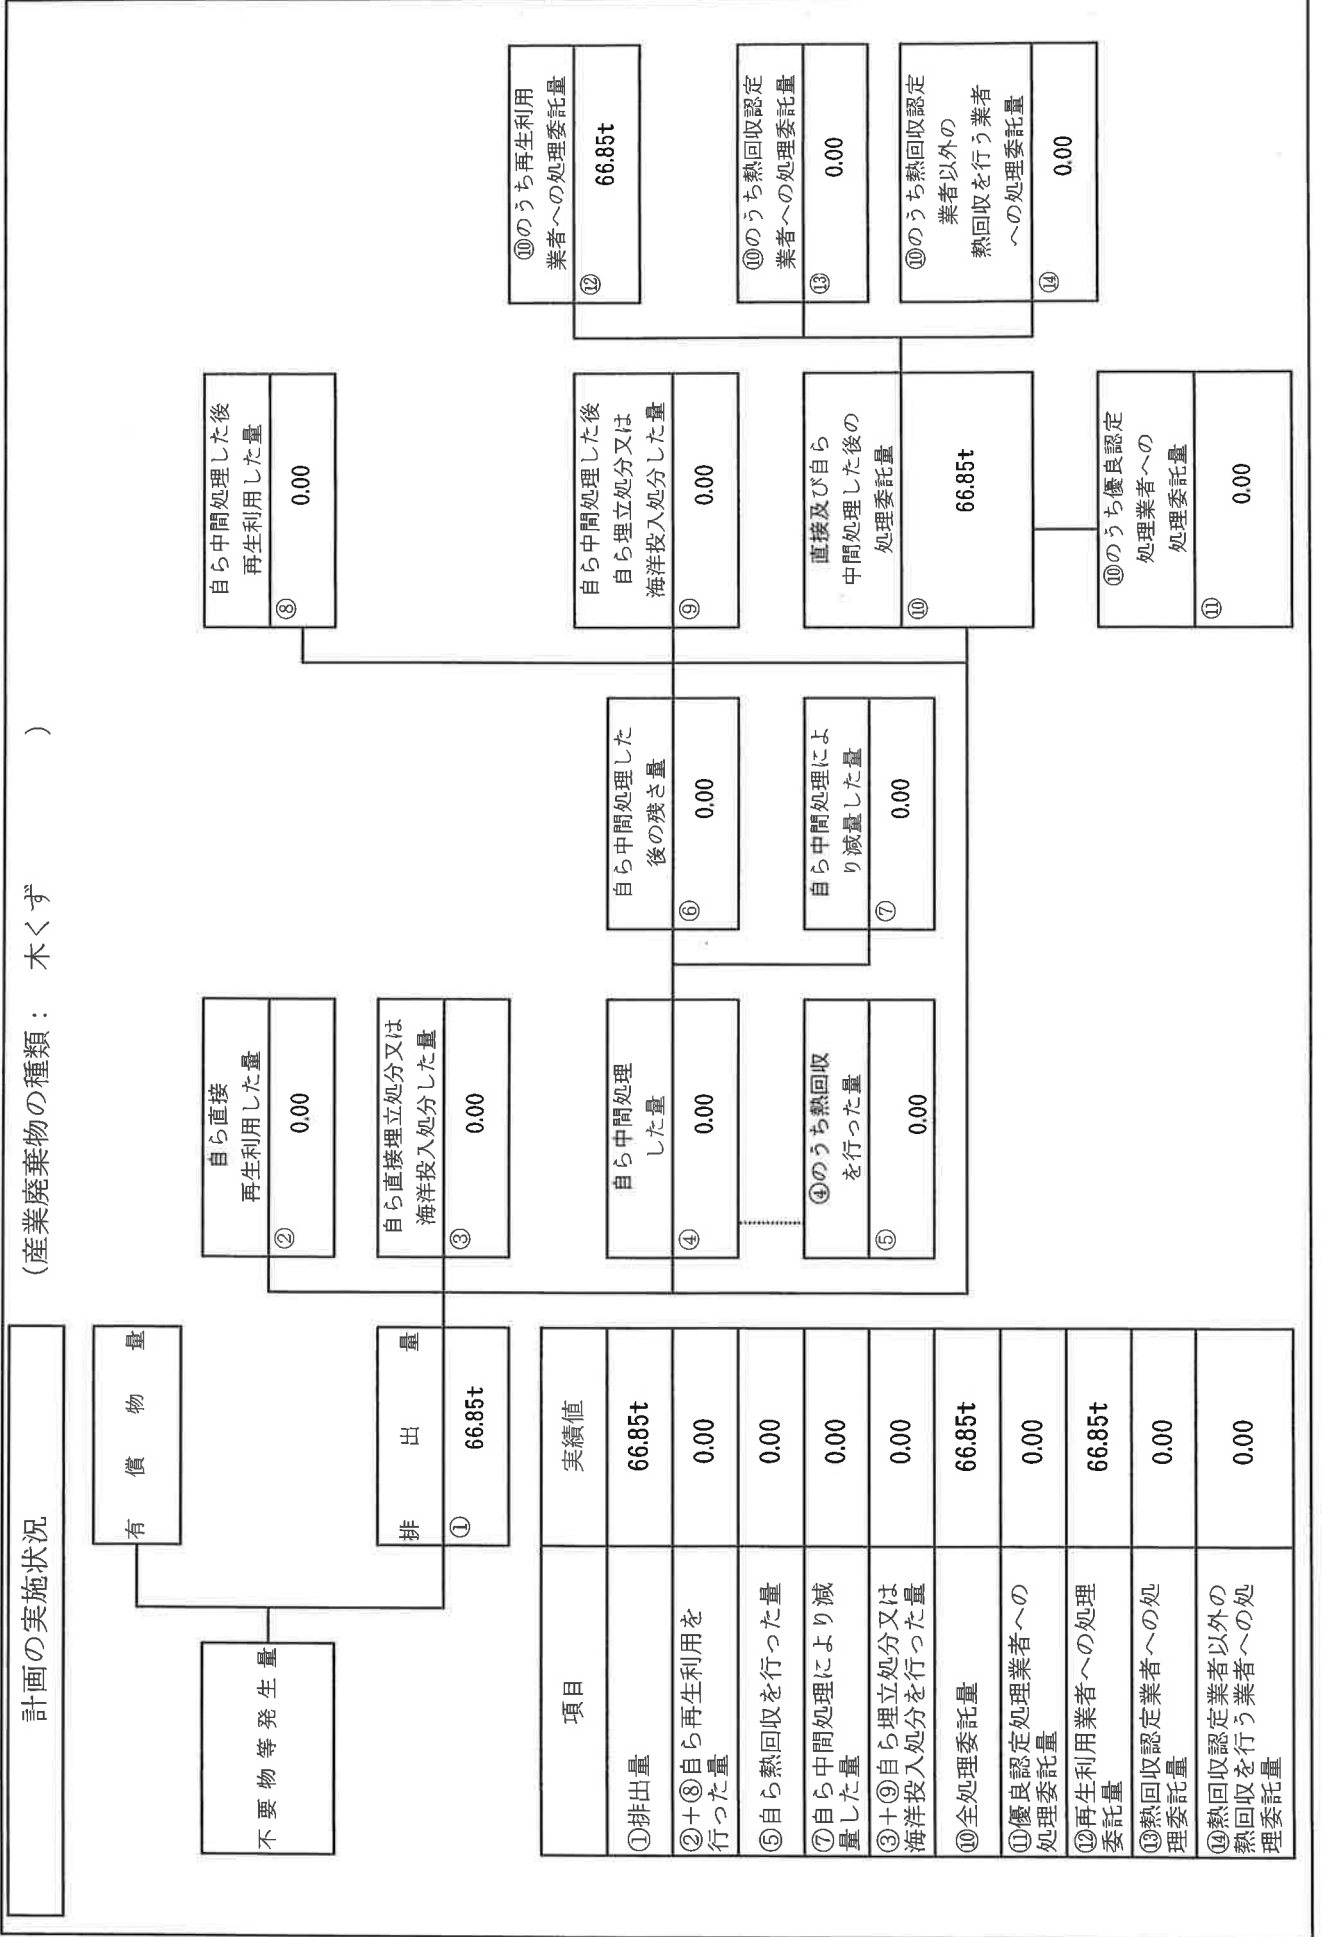 計画の実施状況
(産業廃棄物の種類： 木くず )
不要物等発生量
有償物量
排出量
①
66.85t
自ら直接
再生利用した量
②
0.00
自ら直接埋立処分又は
海洋投入処分した量
③
0.00
自ら中間処理
した量
④
0.00
④のうち熱回収
を行った量
⑤
0.00
自ら中間処理した
後の残さ量
⑥
0.00
自ら中間処理によ
り減量した量
⑦
0.00
自ら中間処理した後
再生利用した量
⑧
0.00
自ら中間処理した後
自ら埋立処分又は
海洋投入処分した量
⑨
0.00
直接及び自ら
中間処理した後の
処理委託量
⑩
66.85t
⑩のうち優良認定
処理業者への
処理委託量
⑪
0.00
⑩のうち再生利用
業者への処理委託量
⑫
66.85t
⑩のうち熱回収認定
業者への処理委託量
⑬
0.00
⑩のうち熱回収認定
業者以外の
熱回収を行う業者
への処理委託量
⑭
0.00
項目 実績値
①排出量 66.85t
②＋⑧自ら再生利用を
行った量 0.00
⑤自ら熱回収を行った量 0.00
⑦自ら中間処理により減
量した量 0.00
③＋⑨自ら埋立処分又は
海洋投入処分を行った量 0.00
⑩全処理委託量 66.85t
⑪優良認定処理業者への
処理委託量 0.00
⑫再生利用業者への処理
委託量 66.85t
⑬熱回収認定業者への処
理委託量 0.00
⑭熱回収認定業者以外の
熱回収を行う業者への処
理委託量 0.00